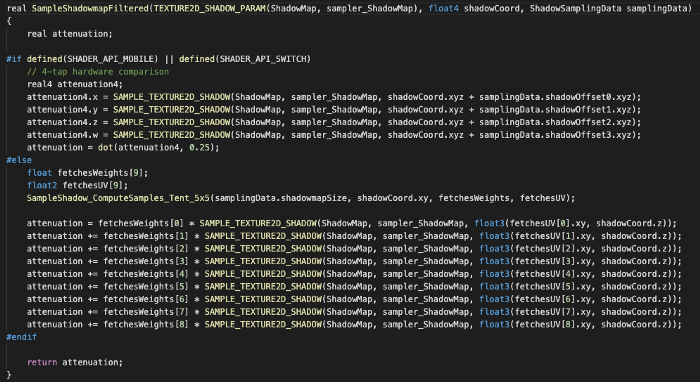 real SampleShadowmapFiltered(TEXTURE2D_SHADOW_PARAM(ShadowMap, sampler_ShadowMap), float4 shadowCoord, ShadowSamplingData samplingData)
{
    real attenuation;

#if defined(SHADER_API_MOBILE) || defined(SHADER_API_SWITCH)
    // 4-tap hardware comparison
    real4 attenuation4;
    attenuation4.x = SAMPLE_TEXTURE2D_SHADOW(ShadowMap, sampler_ShadowMap, shadowCoord.xyz + samplingData.shadowOffset0.xyz);
    attenuation4.y = SAMPLE_TEXTURE2D_SHADOW(ShadowMap, sampler_ShadowMap, shadowCoord.xyz + samplingData.shadowOffset1.xyz);
    attenuation4.z = SAMPLE_TEXTURE2D_SHADOW(ShadowMap, sampler_ShadowMap, shadowCoord.xyz + samplingData.shadowOffset2.xyz);
    attenuation4.w = SAMPLE_TEXTURE2D_SHADOW(ShadowMap, sampler_ShadowMap, shadowCoord.xyz + samplingData.shadowOffset3.xyz);
    attenuation = dot(attenuation4, 0.25);
#else
    float fetchesWeights[9];
    float2 fetchesUV[9];
    SampleShadow_ComputeSamples_Tent_5x5(samplingData.shadowmapSize, shadowCoord.xy, fetchesWeights, fetchesUV);

    attenuation = fetchesWeights[0] * SAMPLE_TEXTURE2D_SHADOW(ShadowMap, sampler_ShadowMap, float3(fetchesUV[0].xy, shadowCoord.z));
    attenuation += fetchesWeights[1] * SAMPLE_TEXTURE2D_SHADOW(ShadowMap, sampler_ShadowMap, float3(fetchesUV[1].xy, shadowCoord.z));
    attenuation += fetchesWeights[2] * SAMPLE_TEXTURE2D_SHADOW(ShadowMap, sampler_ShadowMap, float3(fetchesUV[2].xy, shadowCoord.z));
    attenuation += fetchesWeights[3] * SAMPLE_TEXTURE2D_SHADOW(ShadowMap, sampler_ShadowMap, float3(fetchesUV[3].xy, shadowCoord.z));
    attenuation += fetchesWeights[4] * SAMPLE_TEXTURE2D_SHADOW(ShadowMap, sampler_ShadowMap, float3(fetchesUV[4].xy, shadowCoord.z));
    attenuation += fetchesWeights[5] * SAMPLE_TEXTURE2D_SHADOW(ShadowMap, sampler_ShadowMap, float3(fetchesUV[5].xy, shadowCoord.z));
    attenuation += fetchesWeights[6] * SAMPLE_TEXTURE2D_SHADOW(ShadowMap, sampler_ShadowMap, float3(fetchesUV[6].xy, shadowCoord.z));
    attenuation += fetchesWeights[7] * SAMPLE_TEXTURE2D_SHADOW(ShadowMap, sampler_ShadowMap, float3(fetchesUV[7].xy, shadowCoord.z));
    attenuation += fetchesWeights[8] * SAMPLE_TEXTURE2D_SHADOW(ShadowMap, sampler_ShadowMap, float3(fetchesUV[8].xy, shadowCoord.z));
#endif

    return attenuation;
}